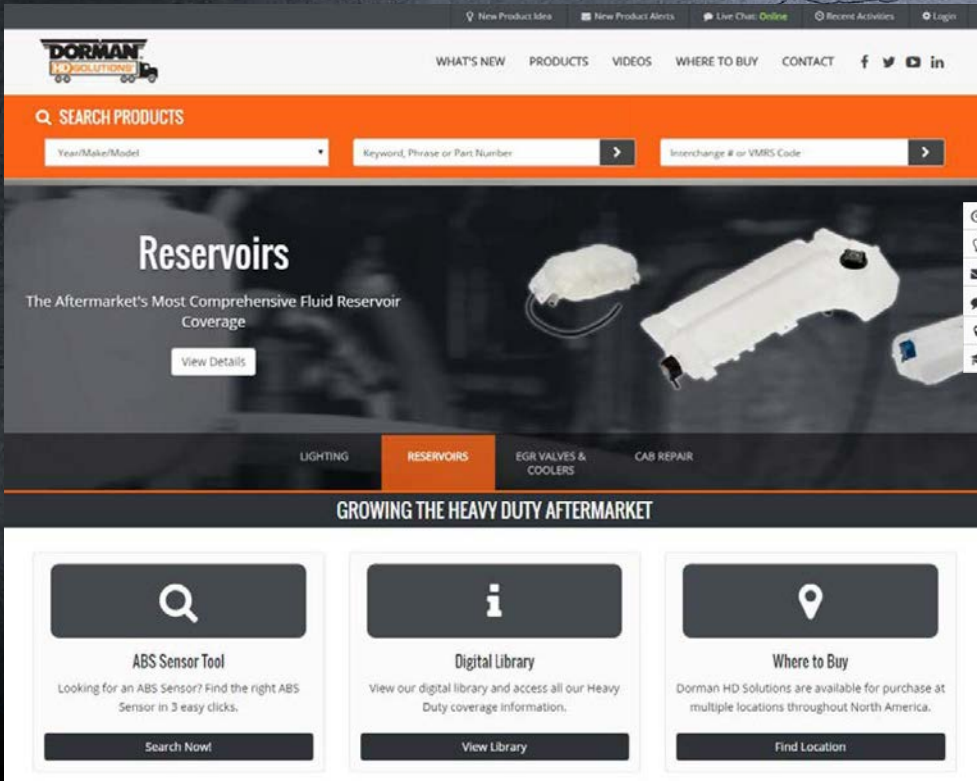 New Product Idea New Product Alerts Live Chat: Online Recent Activities Login
DORMAN
HD SOLUTIONS
WHAT'S NEW PRODUCTS VIDEOS WHERE TO BUY CONTACT
SEARCH PRODUCTS
Year/Make/Model Keyword, Phrase or Part Number Interchange # or VMRS Code
Reservoirs
The Aftermarket's Most Comprehensive Fluid Reservoir
Coverage
View Details
LIGHTING RESERVOIRS EGR VALVES & CAB REPAIR
COOLERS
GROWING THE HEAVY DUTY AFTERMARKET
ABS Sensor Tool Digital Library Where to Buy
Looking for an ABS Sensor? Find the right ABS View our digital library and access all our Heavy Dorman HD Solutions are available for purchase at
Sensor in 3 easy clicks. Duty coverage information. multiple locations throughout North America.
Search Now! View Library Find Location